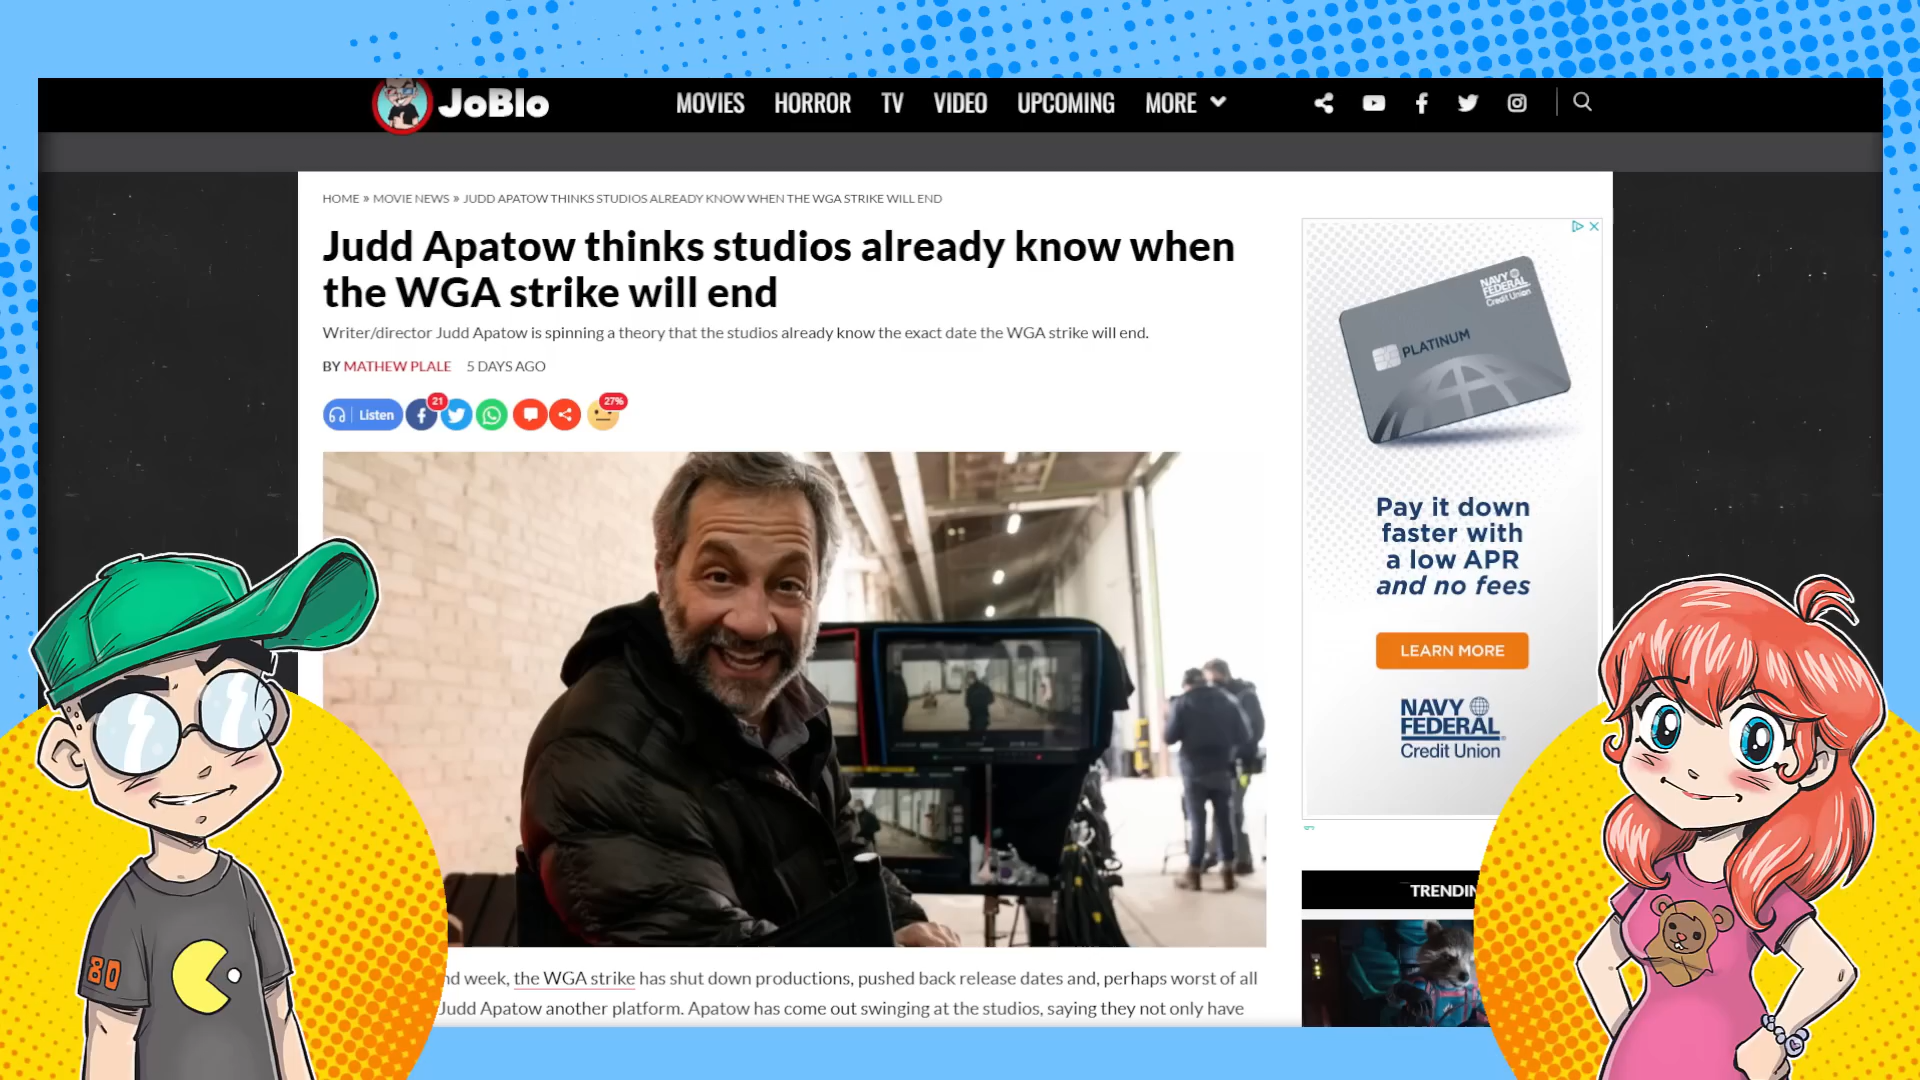 JoBlo
MOVIES HORROR TV VIDEO UPCOMING MORE
HOME » MOVIE NEWS » JUDD APATOW THINKS STUDIOS ALREADY KNOW WHEN THE WGA STRIKE WILL END
Judd Apatow thinks studios already know when
the WGA strike will end
Writer/director Judd Apatow is spinning a theory that the studios already know the exact date the WGA strike will end.
BY MATHEW PLALE 5 DAYS AGO
Listen 21 27%
nd week, the WGA strike has shut down productions, pushed back release dates and, perhaps worst of all
Judd Apatow another platform. Apatow has come out swinging at the studios, saying they not only have
NAVY
FEDERAL
Credit Union
PLATINUM
Pay it down
faster with
a low APR
and no fees
LEARN MORE
NAVY
FEDERAL
Credit Union
TRENDIN
80